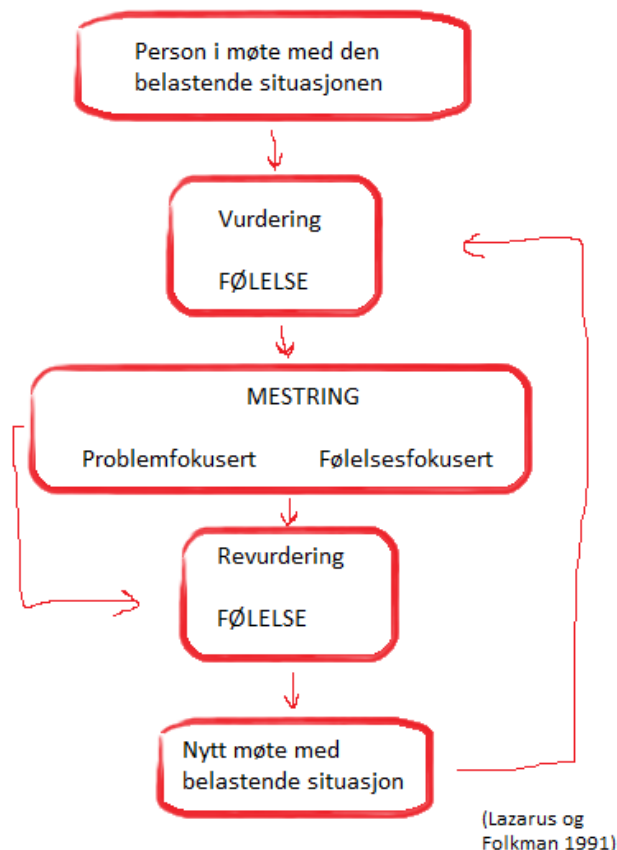 Person i møte med den
belastende situasjonen
Vurdering
FØLELSE
MESTRING
Problemfokusert Følelsesfokusert
Revurdering
FØLELSE
Nytt møte med
belastende situasjon
(Lazarus og
Folkman 1991)